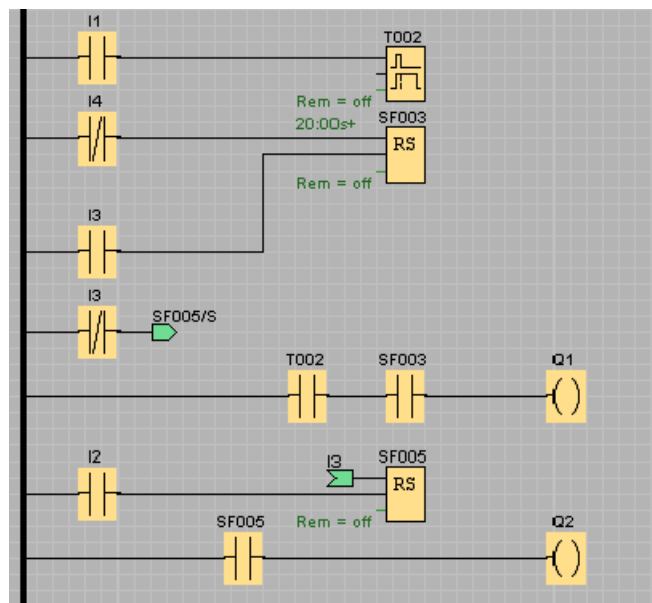 I1
T002
Rem = off
20:00s+
I4
SF003
RS
Rem = off
I3
I3
SF005/S
T002
SF003
Q1
I2
I3
SF005
RS
Rem = off
SF005
Q2